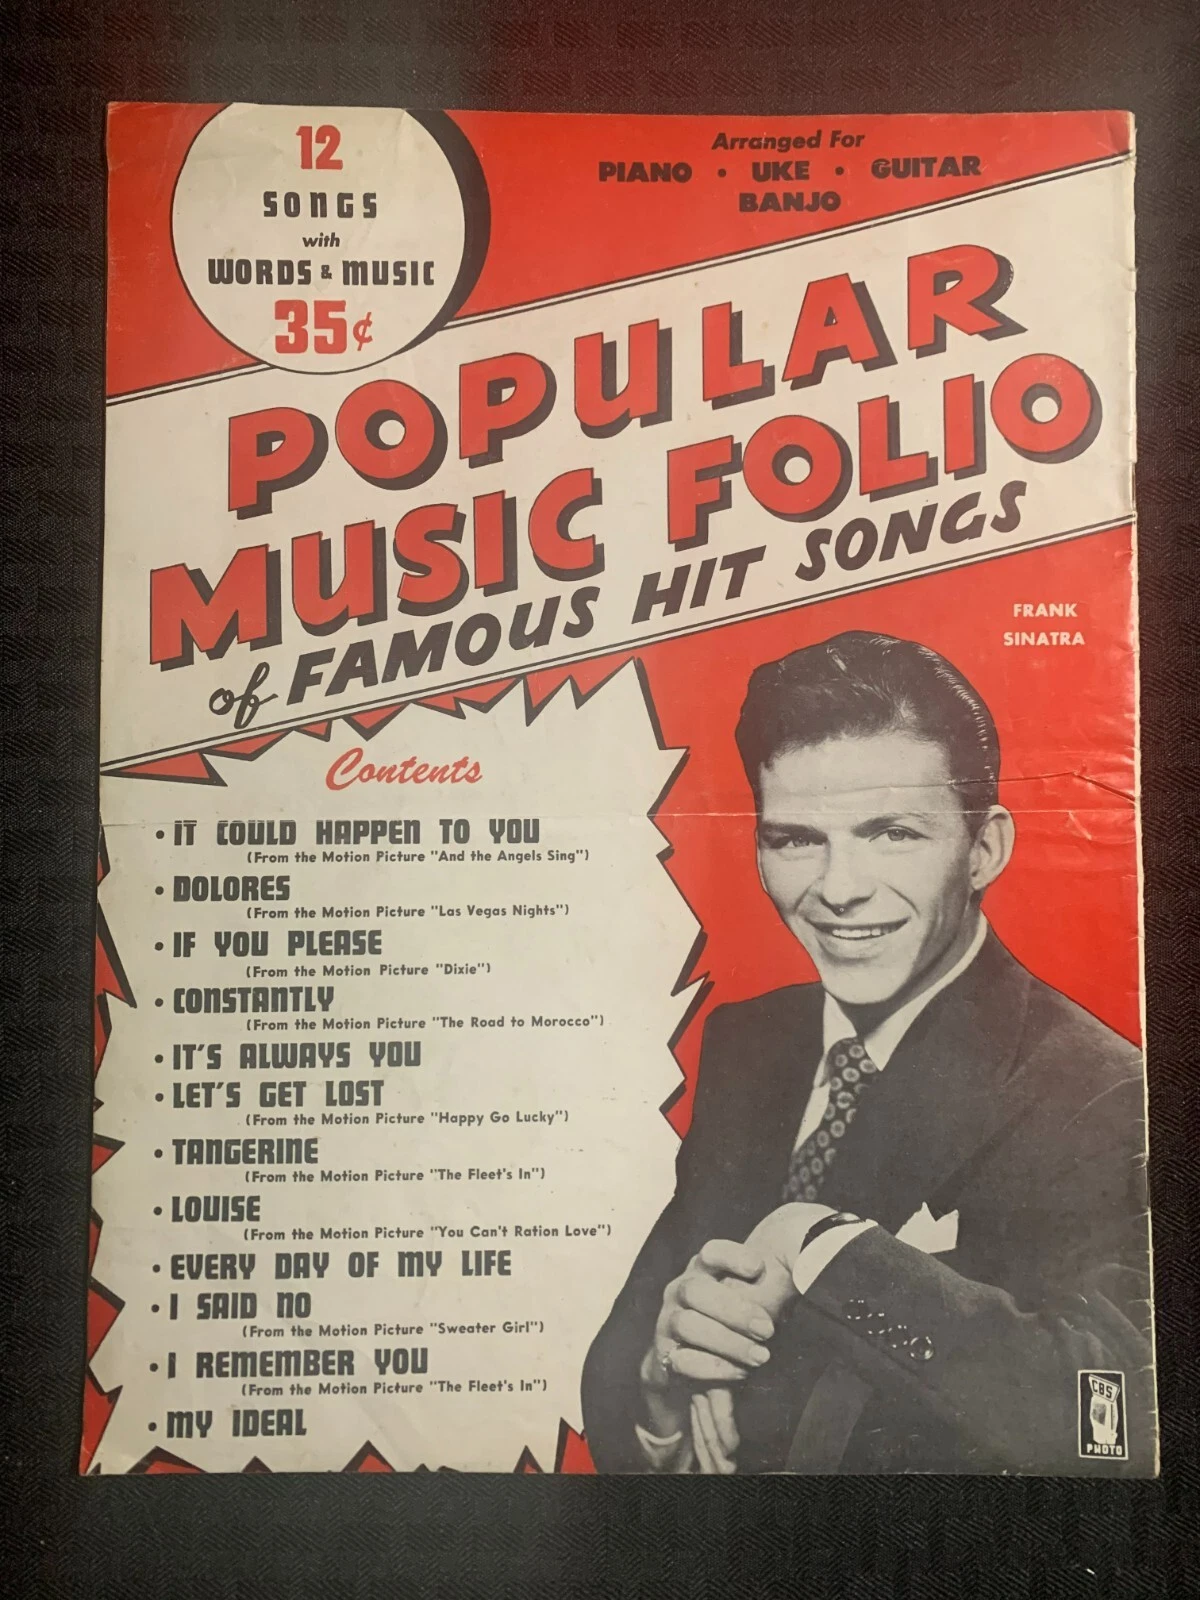 12
SONGS
with
WORDS & MUSIC
35¢
Arranged For
PIANO • UKE • GUITAR
BANJO
POPULAR
MUSIC FOLIO
of FAMOUS HIT SONGS
FRANK
SINATRA
Contents
• IT COULD HAPPEN TO YOU
(From the Motion Picture "And the Angels Sing")
• DOLORES
(From the Motion Picture "Las Vegas Nights")
• IF YOU PLEASE
(From the Motion Picture "Dixie")
• CONSTANTLY
(From the Motion Picture "The Road to Morocco")
• IT'S ALWAYS YOU
• LET'S GET LOST
(From the Motion Picture "Happy Go Lucky")
• TANGERINE
(From the Motion Picture "The Fleet's In")
• LOUISE
(From the Motion Picture "You Can't Ration Love")
• EVERY DAY OF MY LIFE
• I SAID NO
(From the Motion Picture "Sweater Girl")
• I REMEMBER YOU
(From the Motion Picture "The Fleet's In")
• MY IDEAL
CBS
PHOTO